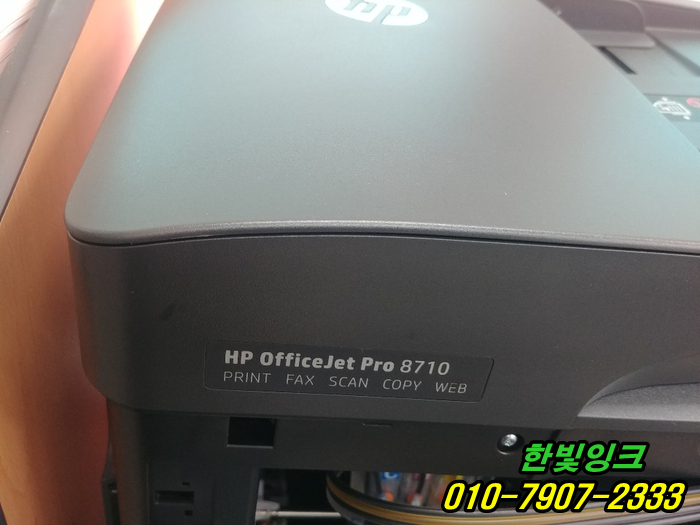 hp
HP OfficeJet Pro 8710
PRINT FAX SCAN COPY WEB
한빛잉크
010-7907-2333